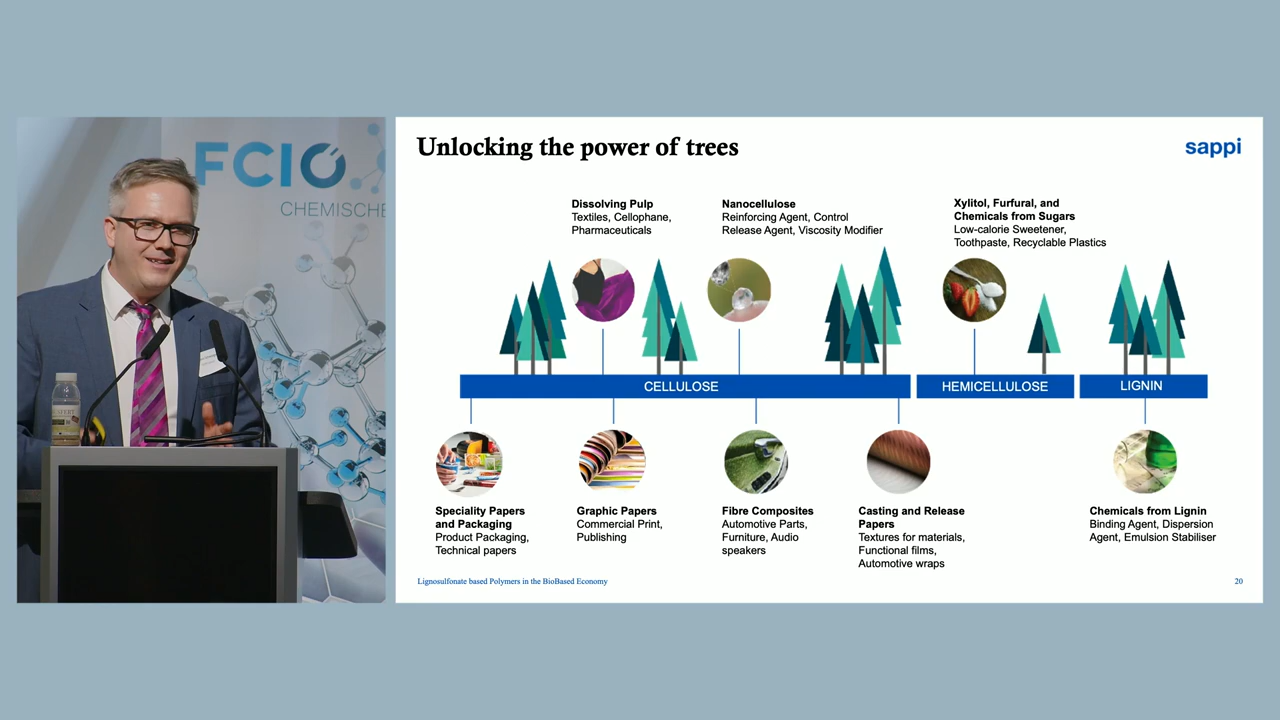 FCIO
CHEMISCHE
Unlocking the power of trees
sappi
Dissolving Pulp
Textiles, Cellophane,
Pharmaceuticals
Nanocellulose
Reinforcing Agent, Control
Release Agent, Viscosity Modifier
Xylitol, Furfural, and
Chemicals from Sugars
Low-calorie Sweetener,
Toothpaste, Recyclable Plastics
CELLULOSE
HEMICELLULOSE
LIGNIN
Speciality Papers
and Packaging
Product Packaging,
Technical papers
Graphic Papers
Commercial Print,
Publishing
Fibre Composites
Automotive Parts,
Furniture, Audio
speakers
Casting and Release
Papers
Textures for materials,
Functional films,
Automotive wraps
Chemicals from Lignin
Binding Agent, Dispersion
Agent, Emulsion Stabiliser
Lignosulfonate based Polymers in the BioBased Economy
20